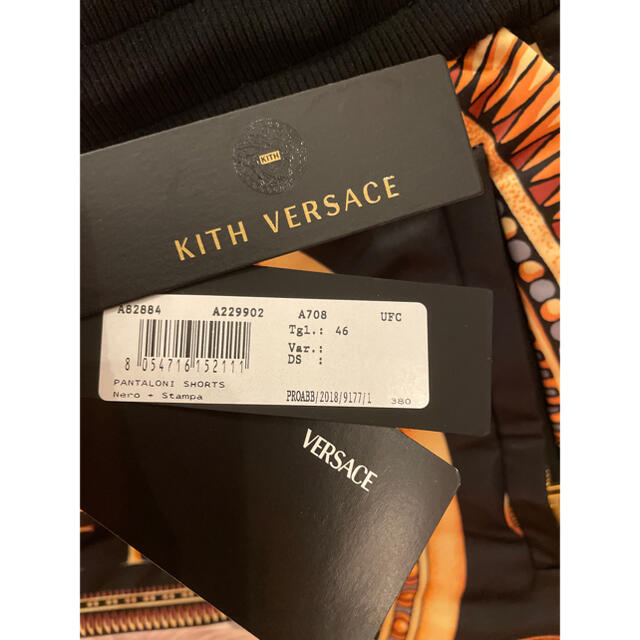 KITH
KITH VERSACE
A82884 A229902 A708 UFC
Tgl.: 46
Var.:
DS :
8 054716 152111
PANTALONI SHORTS
Nero + Stampa
PROABB/2018/9177/1 380
VERSACE